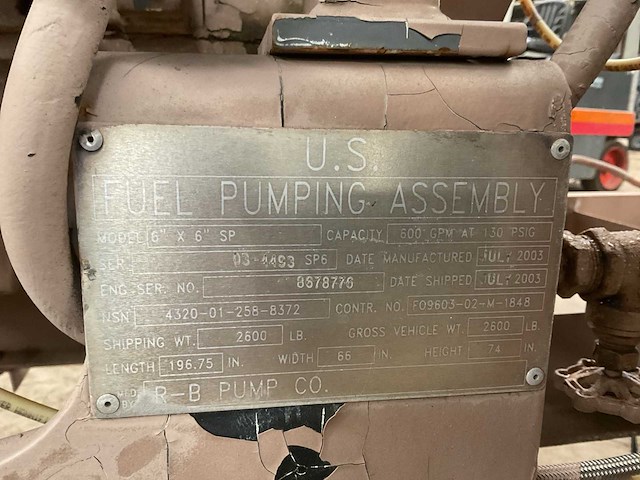 U.S.
FUEL PUMPING ASSEMBLY
MODEL 6" X 6" SP CAPACITY 600 GPM AT 130 PSIG
SER. SP6 DATE MANUFACTURED JUL. 2003
ENG. SER. NO. 8878776 DATE SHIPPED JUL. 2003
NSN 4320-01-258-8372 CONTR. NO. F09603-02-M-1848
SHIPPING WT. 2600 LB. GROSS VEHICLE WT. 2600 LB.
LENGTH 196.75 IN. WIDTH 66 IN. HEIGHT 74 IN.
R-B PUMP CO.